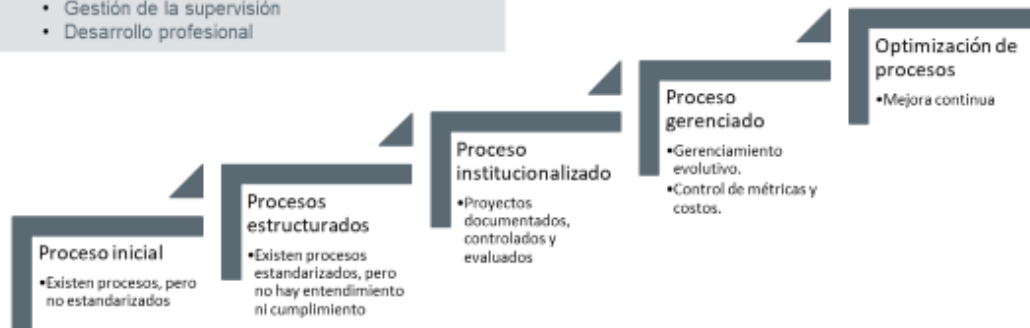 • Gestión de la supervisión
• Desarrollo profesional
Proceso inicial
•Existen procesos, pero
no estandarizados
Procesos
estructurados
•Existen procesos
estandarizados, pero
no hay entendimiento
ni cumplimiento
Proceso
institucionalizado
•Proyectos
documentados,
controlados y
evaluados
Proceso
gerenciado
•Gerenciamiento
evolutivo.
•Control de métricas y
costos.
Optimización de
procesos
•Mejora continua